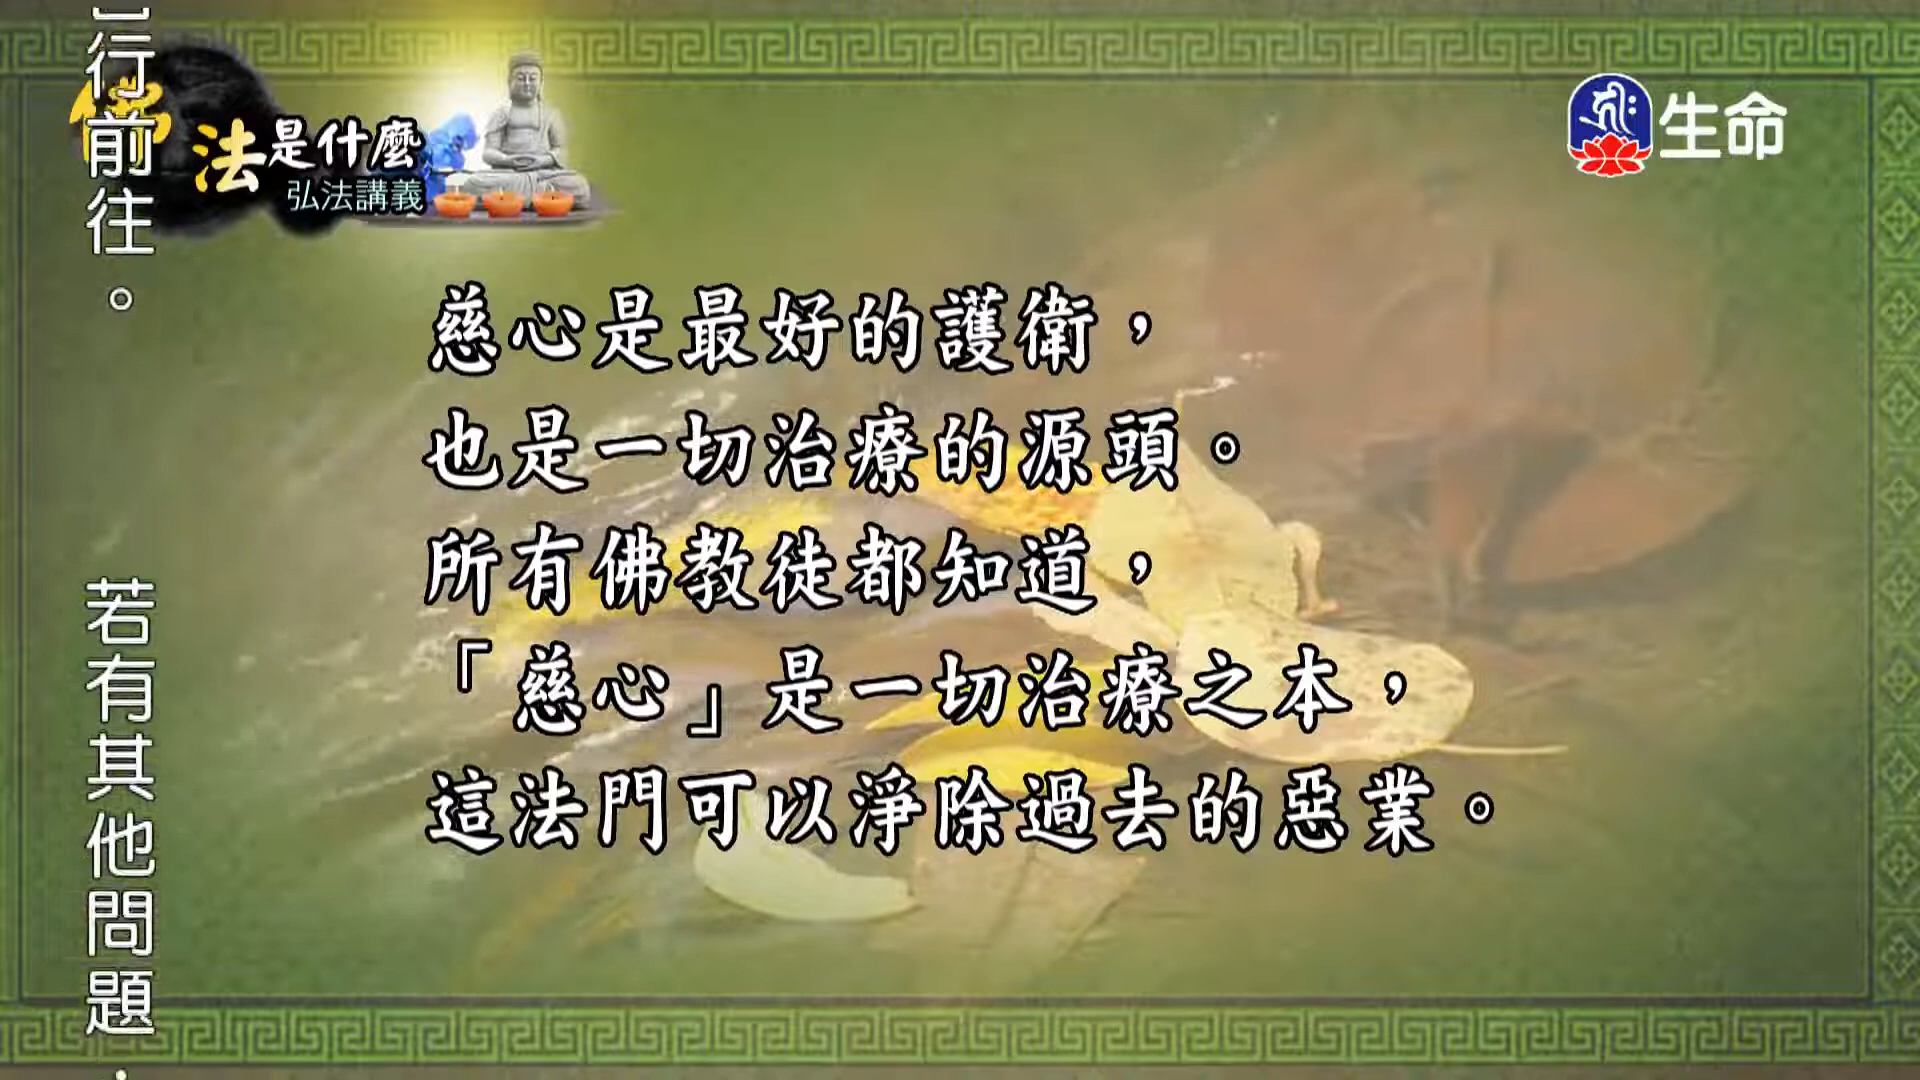 行前往。
若有其他問題
佛法是什麼
弘法講義
生命
慈心是最好的護衛，
也是一切治療的源頭。
所有佛教徒都知道，
「慈心」是一切治療之本，
這法門可以淨除過去的惡業。